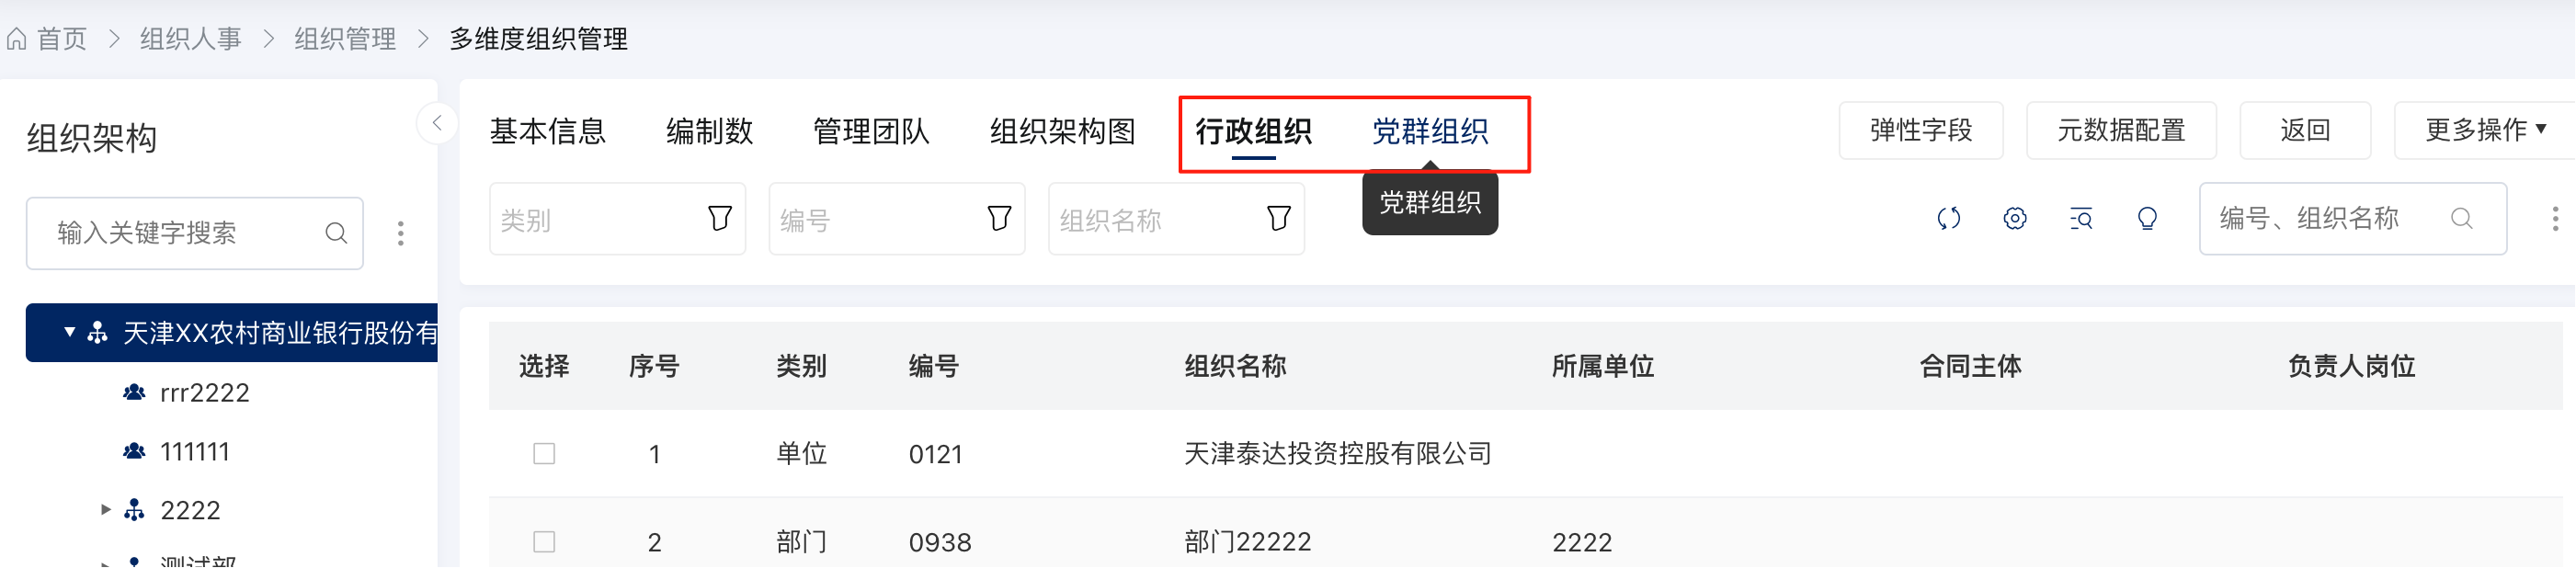 首页 > 组织人事 > 组织管理 > 多维度组织管理
组织架构
输入关键字搜索
天津XX农村商业银行股份有
rrr2222
111111
2222
测试部
基本信息 编制数 管理团队 组织架构图 行政组织 党群组织
弹性字段 元数据配置 返回 更多操作
类别 编号 组织名称
党群组织
编号、组织名称
选择 序号 类别 编号 组织名称 所属单位 合同主体 负责人岗位
1 单位 0121 天津泰达投资控股有限公司
2 部门 0938 部门22222 2222